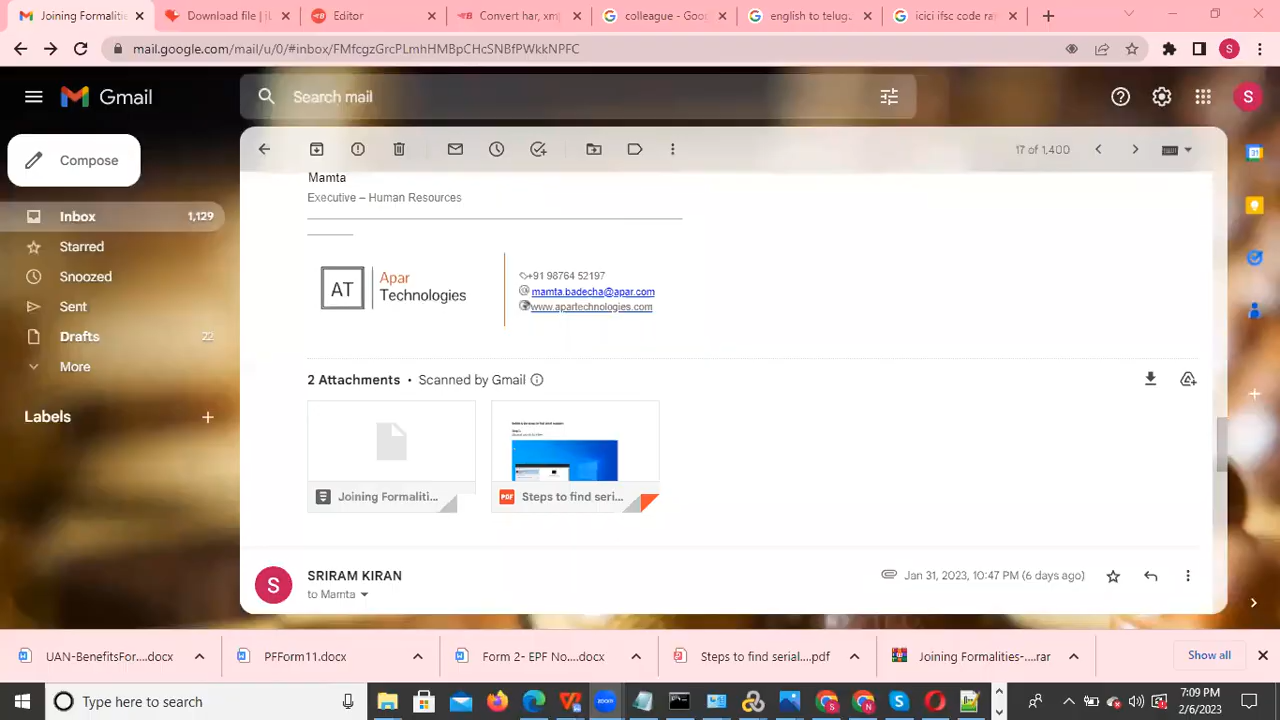 Joining Formaliti
Download file | iL
Editor
Convert har, xm
colleague - Goo
english to telugu
icici ifsc code ra
mail.google.com/mail/u/0/#inbox/FMfcgzGrcPLmhHMBpCHcSNBfPWkkNPFC
S
Gmail
Search mail
S
Compose
17 of 1,400
Mamta
Executive – Human Resources
Inbox 1,129
Starred
Snoozed
Sent
Drafts 22
More
Labels
AT
Apar
Technologies
+91 98764 52197
mamta.badecha@apar.com
www.apartechnologies.com
2 Attachments • Scanned by Gmail
Joining Formaliti...
PDF Steps to find seri...
S
SRIRAM KIRAN
Jan 31, 2023, 10:47 PM (6 days ago)
to Mamta
UAN-BenefitsFor....docx
PFForm11.docx
Form 2- EPF No....docx
Steps to find serial....pdf
Joining Formalities-....rar
Show all
Type here to search
zoom
7:09 PM
2/6/2023